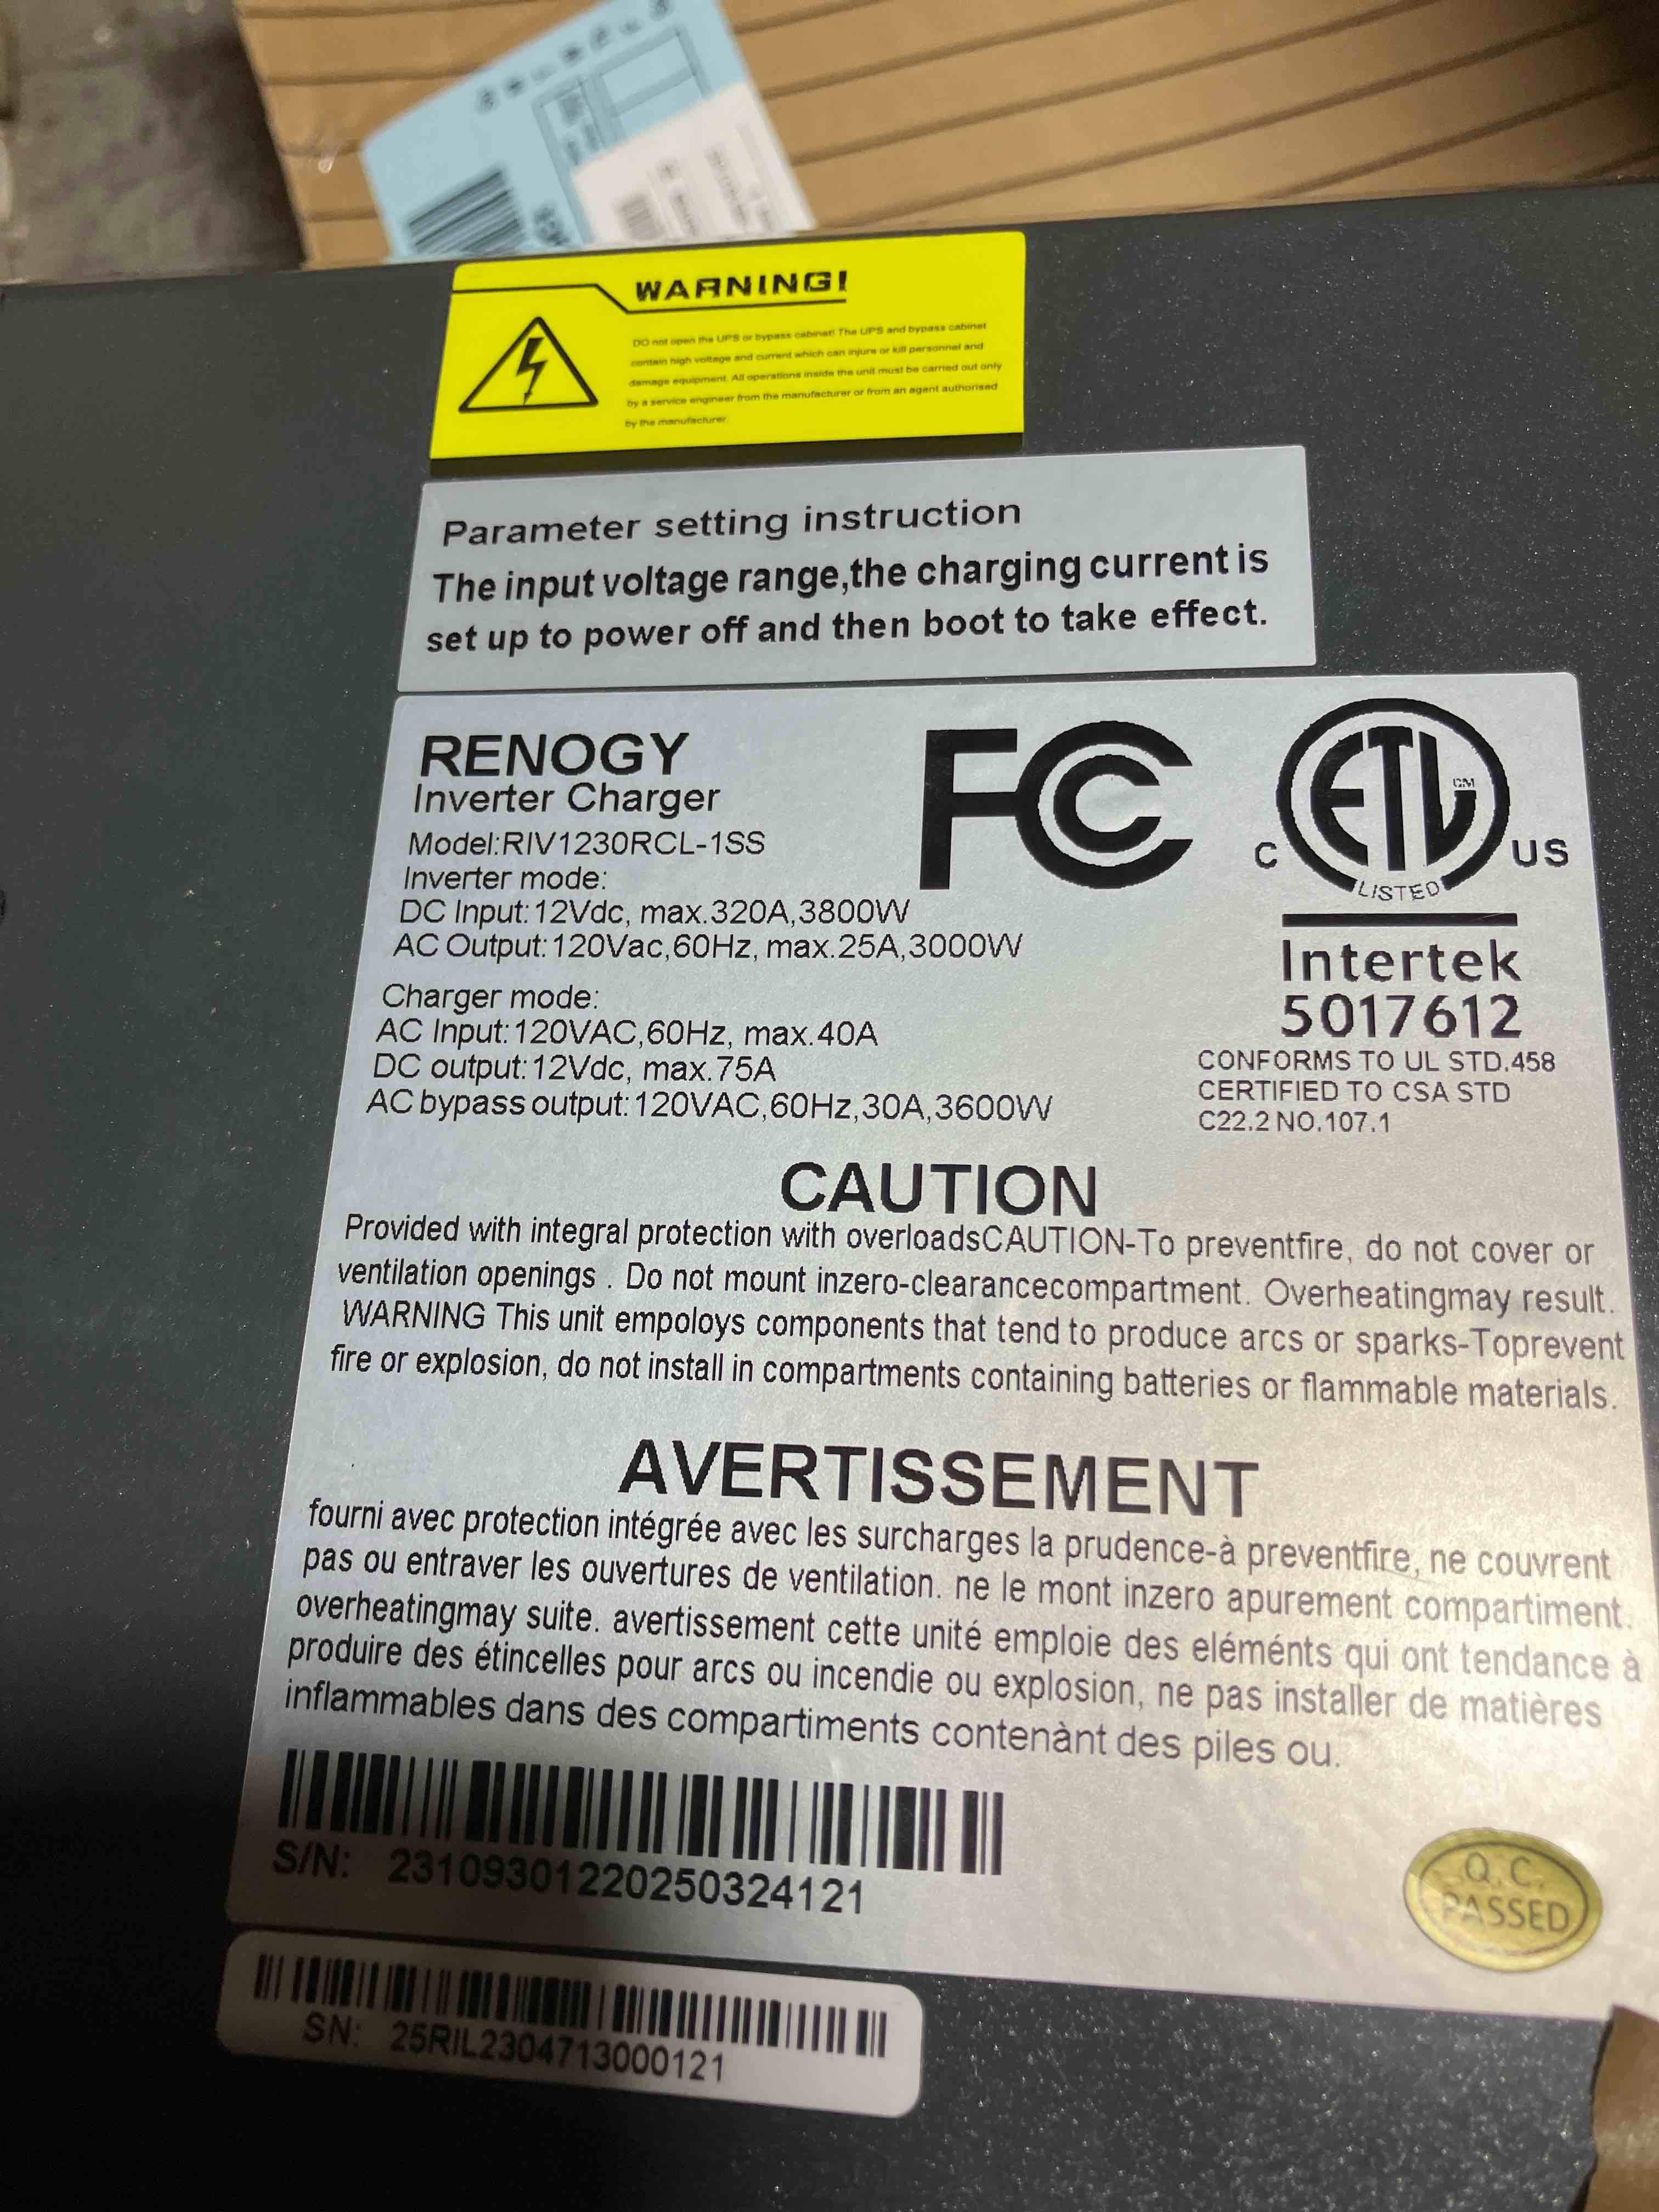 WARNING!
DO not open the UPS or bypass cabinet! The UPS and bypass cabinet
contain high voltage and current which can injure or kill personnel and
damage equipment. All operations inside the unit must be carried out only
by a service engineer from the manufacturer or from an agent authorised
by the manufacturer
Parameter setting instruction
The input voltage range,the charging current is
set up to power off and then boot to take effect.
RENOGY
Inverter Charger
Model:RIV1230RCL-1SS
Inverter mode:
DC Input:12Vdc, max.320A,3800W
AC Output:120Vac,60Hz, max.25A,3000W
Charger mode:
AC Input:120VAC,60Hz, max.40A
DC output:12Vdc, max.75A
AC bypass output:120VAC,60Hz,30A,3600W
FC
C ETL CM US
LISTED
Intertek
5017612
CONFORMS TO UL STD.458
CERTIFIED TO CSA STD
C22.2 NO.107.1
CAUTION
Provided with integral protection with overloadsCAUTION-To preventfire, do not cover or
ventilation openings . Do not mount inzero-clearancecompartment. Overheatingmay result.
WARNING This unit empoloys components that tend to produce arcs or sparks-Toprevent
fire or explosion, do not install in compartments containing batteries or flammable materials.
AVERTISSEMENT
fourni avec protection intégrée avec les surcharges la prudence-à preventfire, ne couvrent
pas ou entraver les ouvertures de ventilation. ne le mont inzero apurement compartiment.
overheatingmay suite. avertissement cette unité emploie des eléménts qui ont tendance à
produire des étincelles pour arcs ou incendie ou explosion, ne pas installer de matières
inflammables dans des compartiments contenànt des piles ou.
S/N: 23109301220250324121
Q.C.
PASSED
SN: 25RIL2304713000121